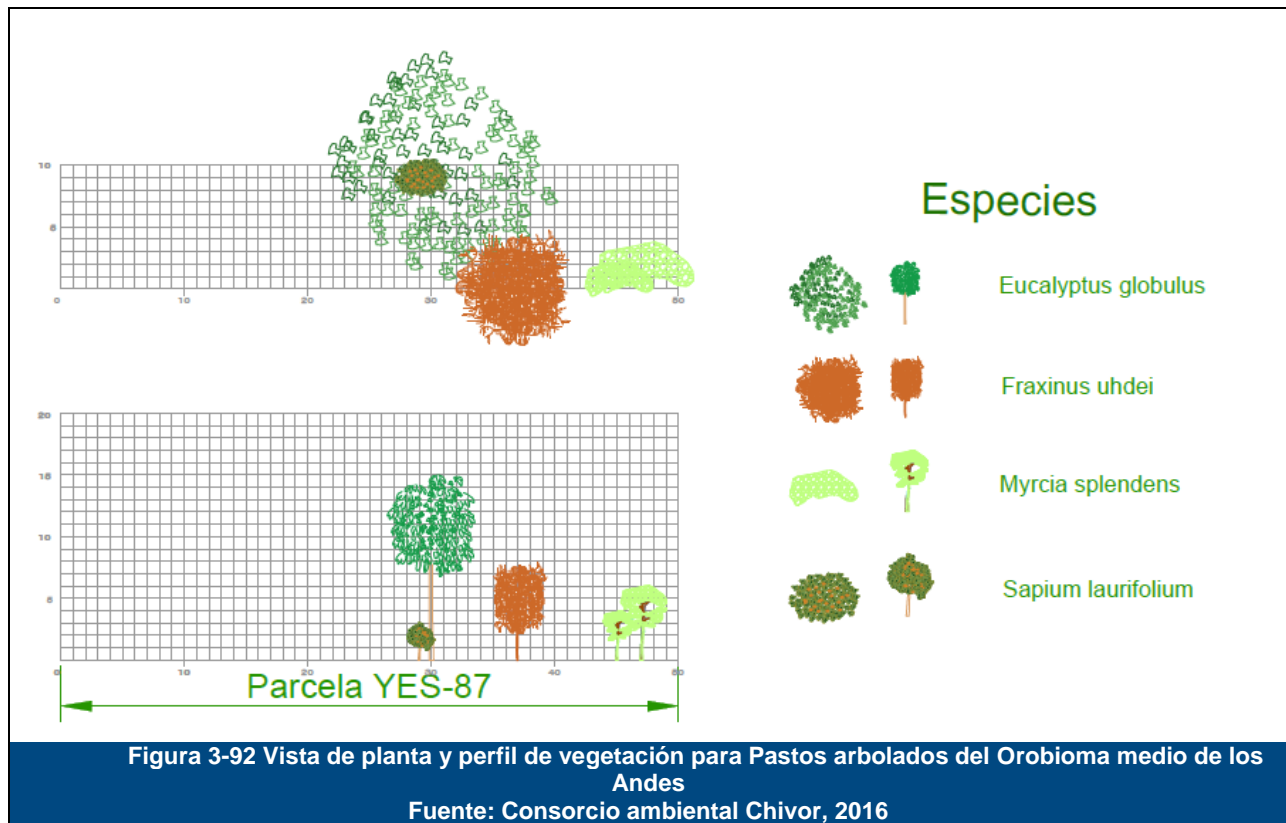 10
5
0 10 20 30 50
Especies
Eucalyptus globulus
Fraxinus uhdei
Myrcia splendens
Sapium laurifolium
20
15
10
5
0 10 20 30 40 50
Parcela YES-87
Figura 3-92 Vista de planta y perfil de vegetación para Pastos arbolados del Orobioma medio de los
Andes
Fuente: Consorcio ambiental Chivor, 2016